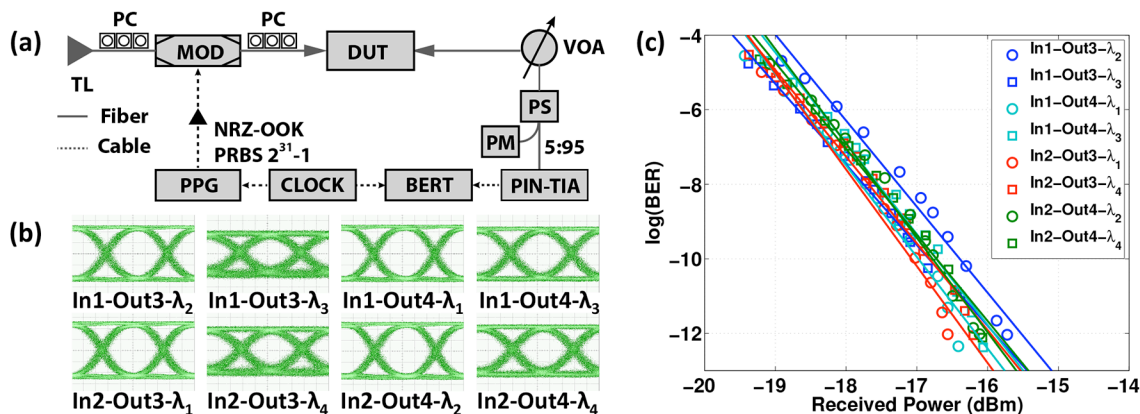 (a)
PC
PC
MOD
DUT
VOA
TL
Fiber
Cable
NRZ-OOK
PRBS 2³¹-1
PS
PM
5:95
PPG
CLOCK
BERT
PIN-TIA
(b)
In1-Out3-λ₂
In1-Out3-λ₃
In1-Out4-λ₁
In1-Out4-λ₃
In2-Out3-λ₁
In2-Out3-λ₄
In2-Out4-λ₂
In2-Out4-λ₄
(c)
log(BER)
−4
−6
−8
−10
−12
−20
−19
−18
−17
−16
−15
−14
Received Power (dBm)
In1−Out3−λ₂
In1−Out3−λ₃
In1−Out4−λ₁
In1−Out4−λ₃
In2−Out3−λ₁
In2−Out3−λ₄
In2−Out4−λ₂
In2−Out4−λ₄